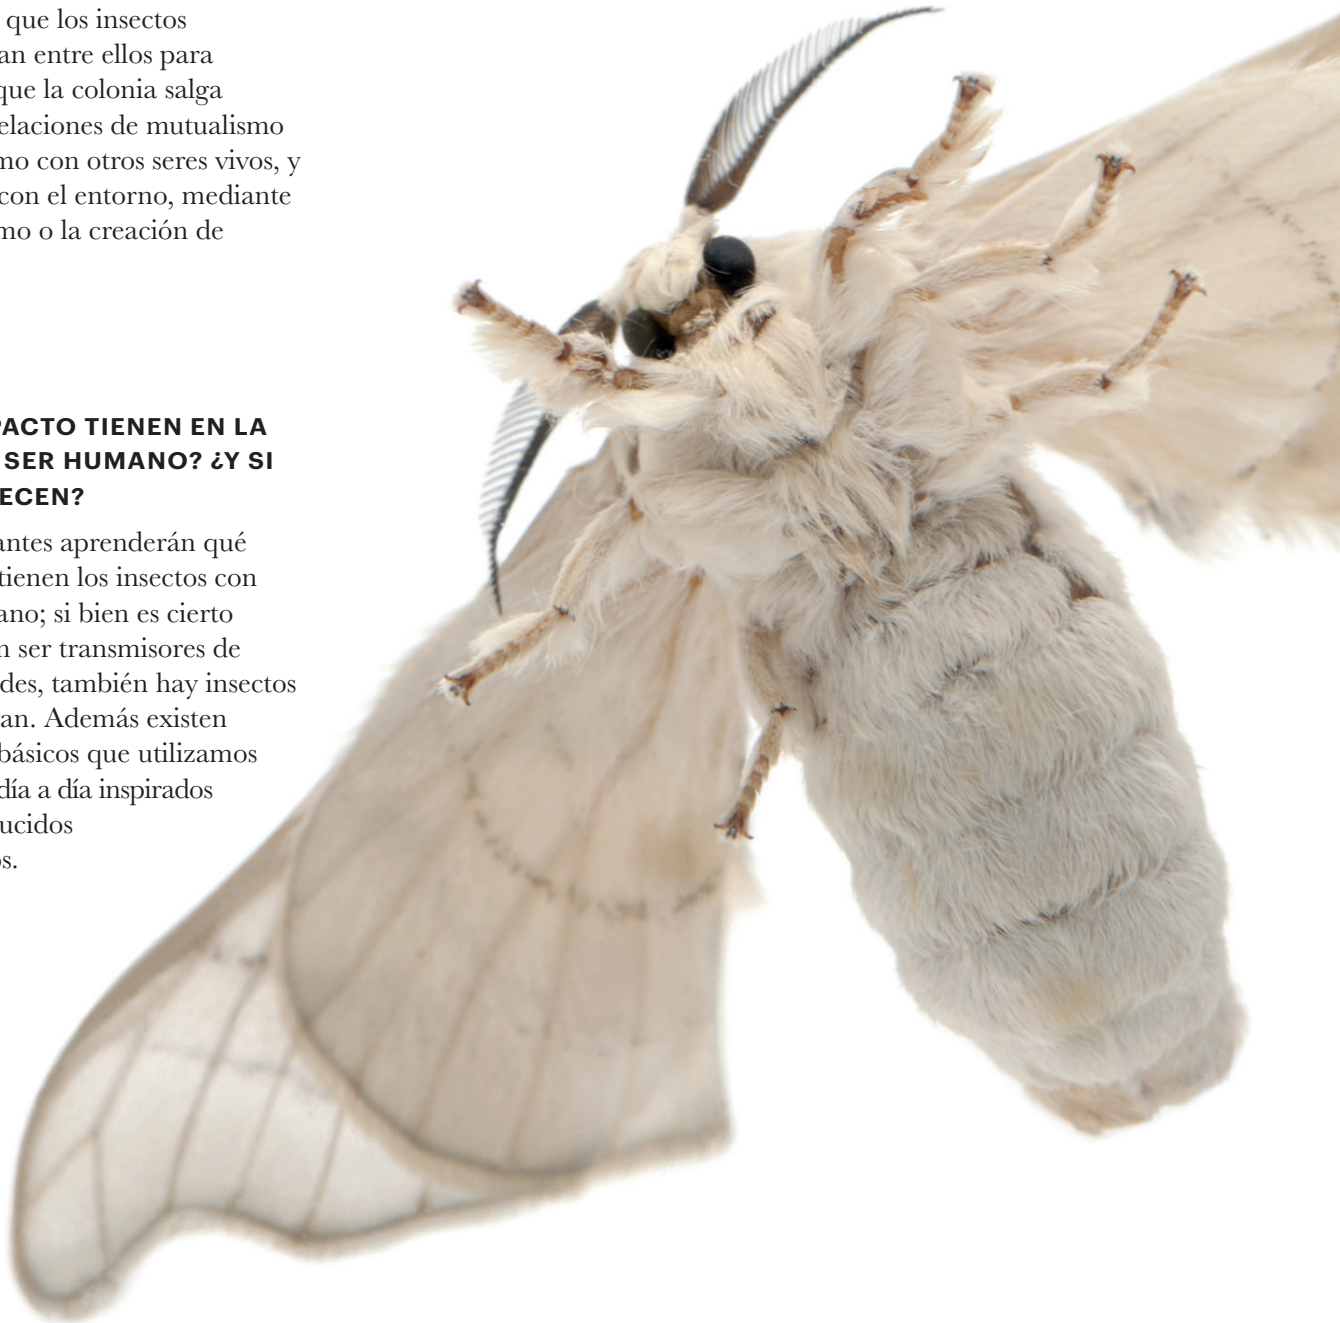 que los insectos
an entre ellos para
que la colonia salga
elaciones de mutualismo
mo con otros seres vivos, y
con el entorno, mediante
mo o la creación de
PACTO TIENEN EN LA
SER HUMANO? ¿Y SI
ECEN?
antes aprenderán qué
tienen los insectos con
ano; si bien es cierto
n ser transmisores de
des, también hay insectos
an. Además existen
básicos que utilizamos
día a día inspirados
ucidos
os.